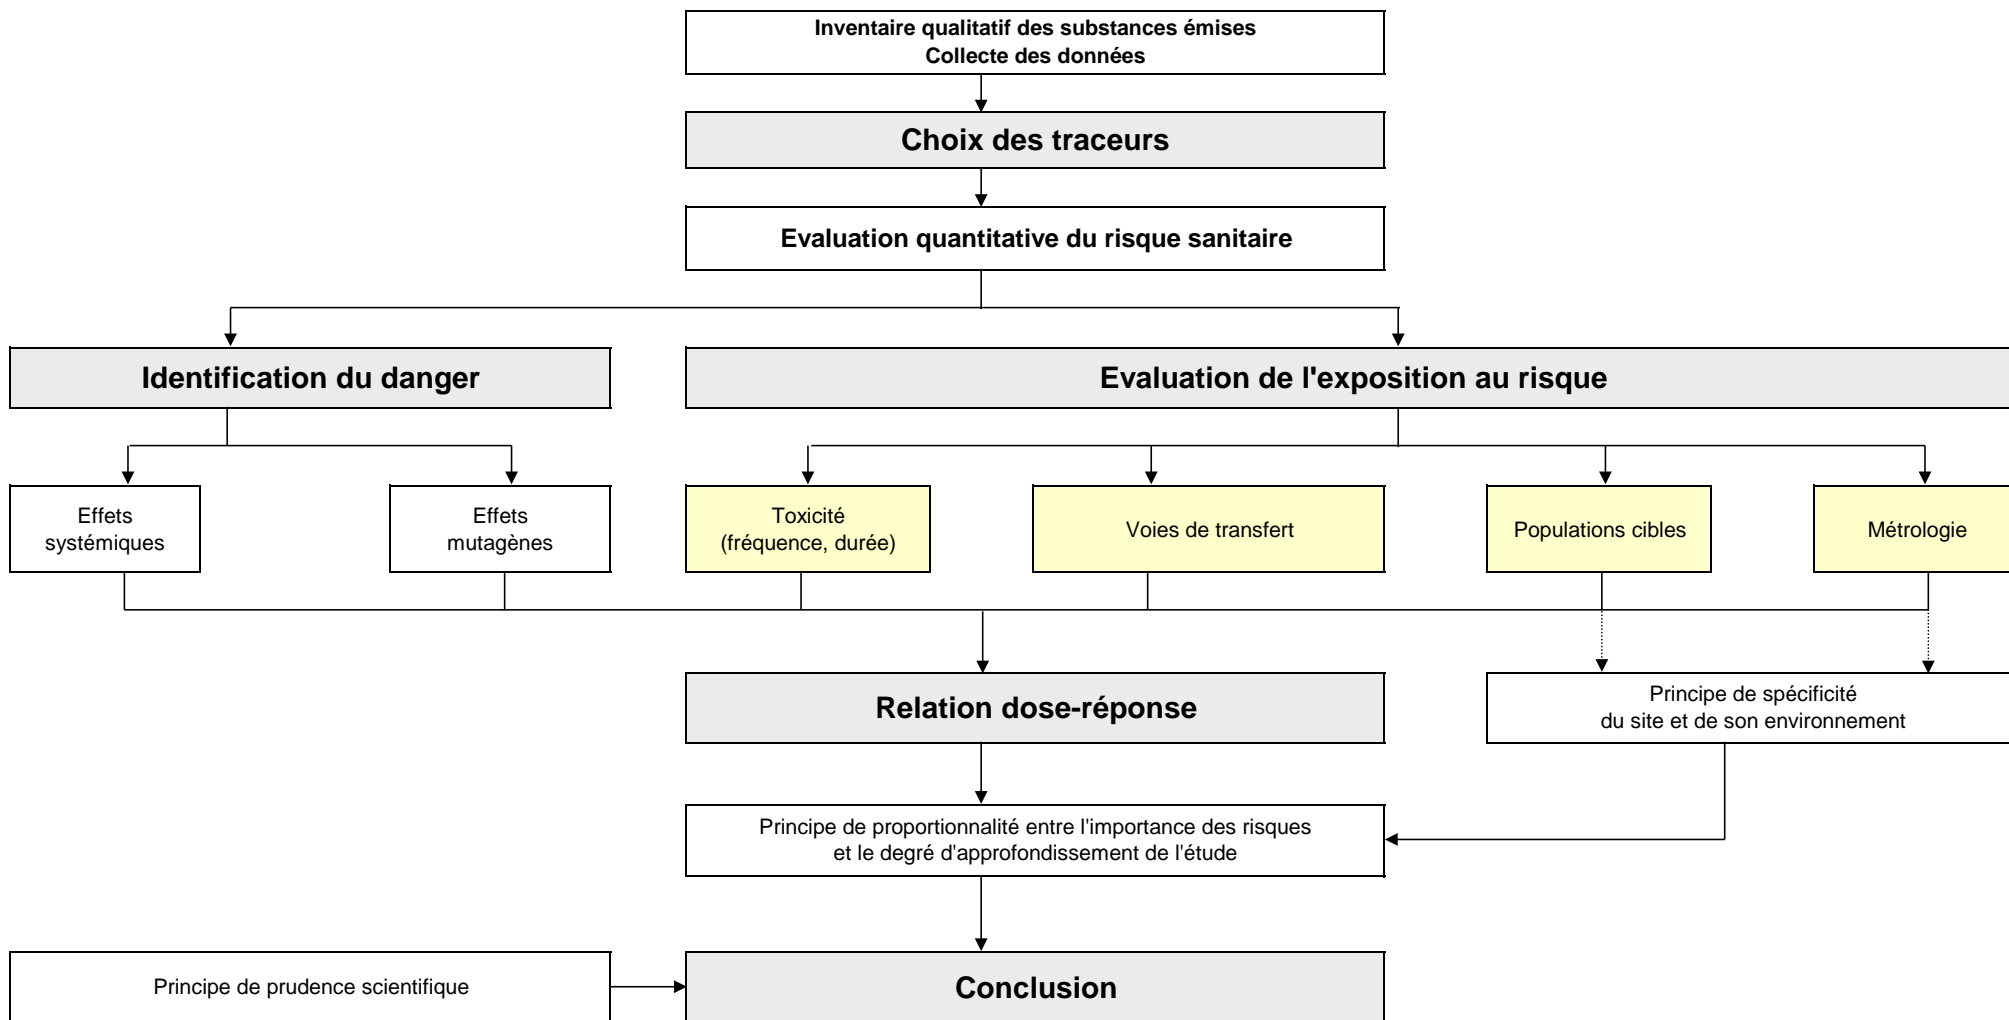 Inventaire qualitatif des substances émises
Collecte des données
Choix des traceurs
Evaluation quantitative du risque sanitaire
Identification du danger
Evaluation de l'exposition au risque
Effets
systémiques
Effets
mutagènes
Toxicité
(fréquence, durée)
Voies de transfert
Populations cibles
Métrologie
Relation dose-réponse
Principe de spécificité
du site et de son environnement
Principe de proportionnalité entre l'importance des risques
et le degré d'approfondissement de l'étude
Principe de prudence scientifique
Conclusion